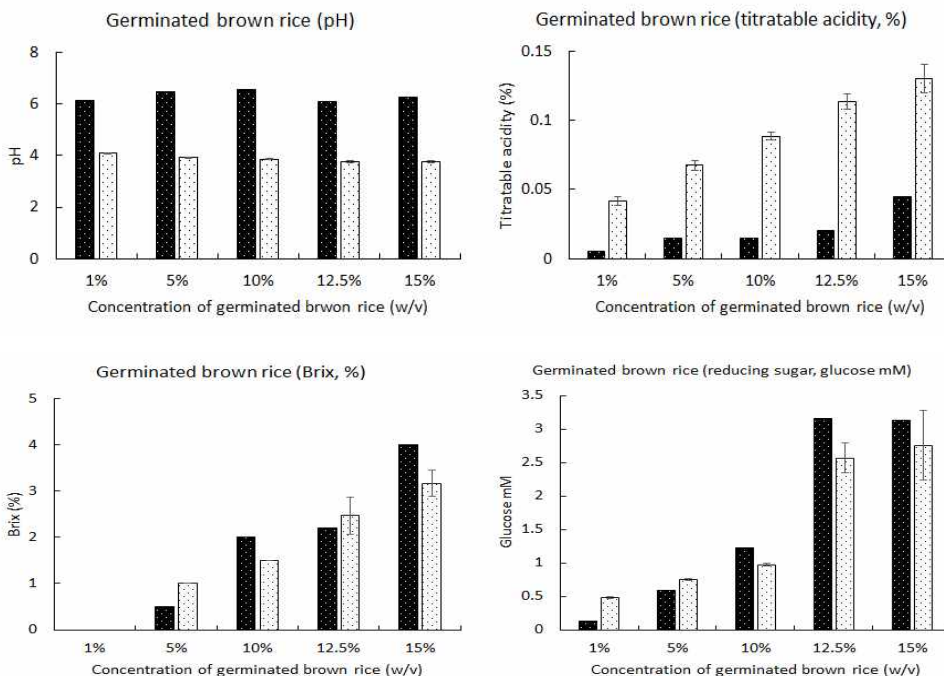 Germinated brown rice (pH)
8
6
4
2
0
pH
1% 5% 10% 12.5% 15%
Concentration of germinated brwon rice (w/v)
Germinated brown rice (titratable acidity, %)
0.15
0.1
0.05
0
Titratable acidity (%)
1% 5% 10% 12.5% 15%
Concentration of germinated brown rice (w/v)
Germinated brown rice (Brix, %)
5
4
3
2
1
0
Brix (%)
1% 5% 10% 12.5% 15%
Concentration of germinated brown rice (w/v)
Germinated brown rice (reducing sugar, glucose mM)
3.5
3
2.5
2
1.5
1
0.5
0
Glucose mM
1% 5% 10% 12.5% 15%
Concentration of germinated brown rice (w/v)